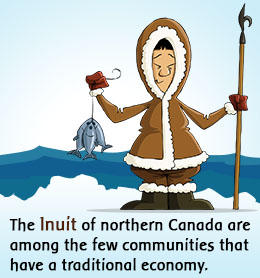 The Inuit of northern Canada are
among the few communities that
have a traditional economy.